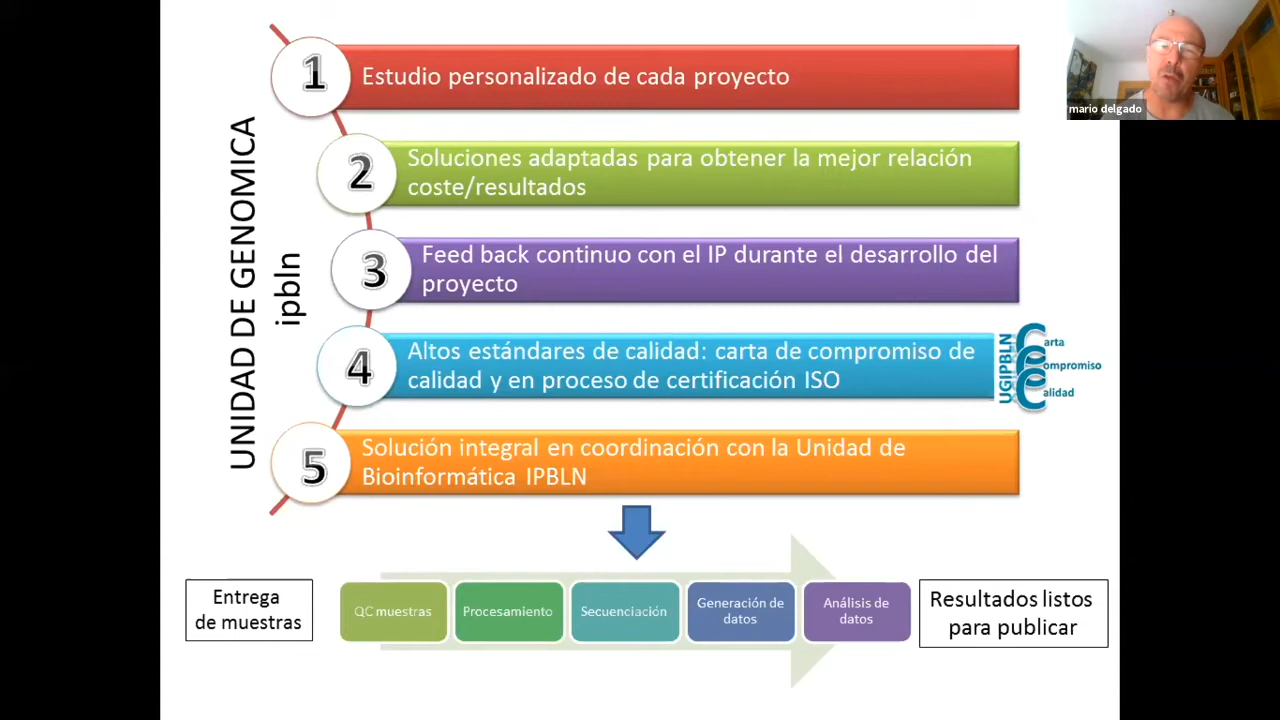 UNIDAD DE GENOMICA
ipbln
1
Estudio personalizado de cada proyecto
2
Soluciones adaptadas para obtener la mejor relación
coste/resultados
3
Feed back continuo con el IP durante el desarrollo del
proyecto
4
Altos estándares de calidad: carta de compromiso de
calidad y en proceso de certificación ISO
UGIPBLN
Carta
Compromiso
Calidad
5
Solución integral en coordinación con la Unidad de
Bioinformática IPBLN
Entrega
de muestras
QC muestras
Procesamiento
Secuenciación
Generación de
datos
Análisis de
datos
Resultados listos
para publicar
mario delgado